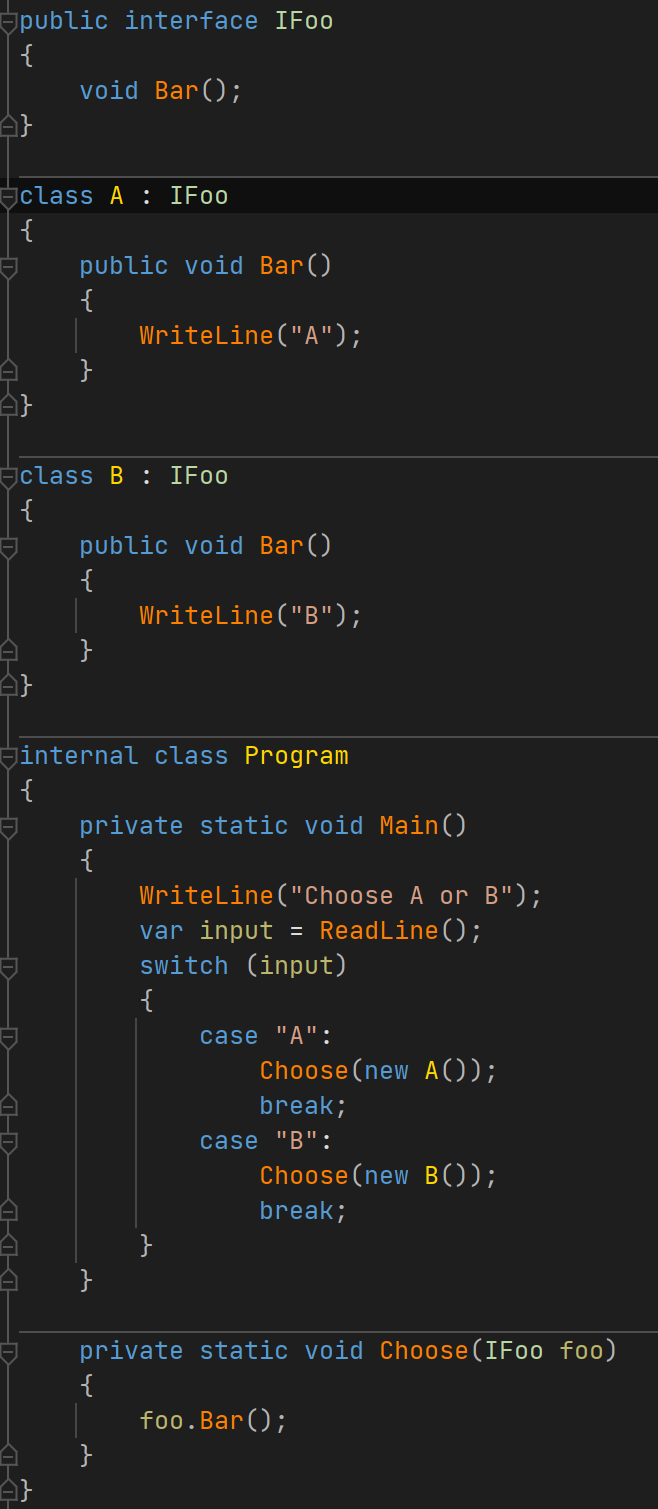 public interface IFoo
{
    void Bar();
}

class A : IFoo
{
    public void Bar()
    {
        WriteLine("A");
    }
}

class B : IFoo
{
    public void Bar()
    {
        WriteLine("B");
    }
}

internal class Program
{
    private static void Main()
    {
        WriteLine("Choose A or B");
        var input = ReadLine();
        switch (input)
        {
            case "A":
                Choose(new A());
                break;
            case "B":
                Choose(new B());
                break;
        }
    }

    private static void Choose(IFoo foo)
    {
        foo.Bar();
    }
}